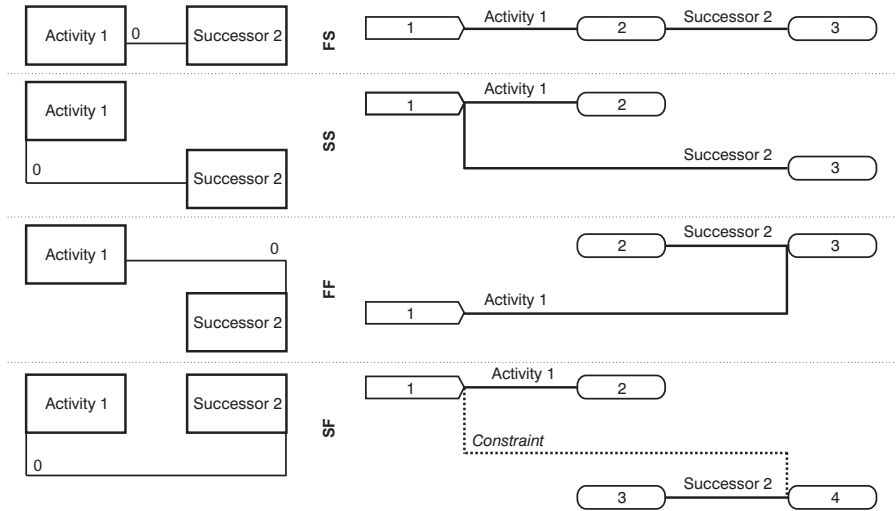 Activity 1
0
Successor 2
FS
1
Activity 1
2
Successor 2
3
Activity 1
0
Successor 2
SS
1
Activity 1
2
Successor 2
3
Activity 1
0
Successor 2
FF
2
Successor 2
3
1
Activity 1
Activity 1
Successor 2
0
SF
1
Activity 1
2
Constraint
3
Successor 2
4